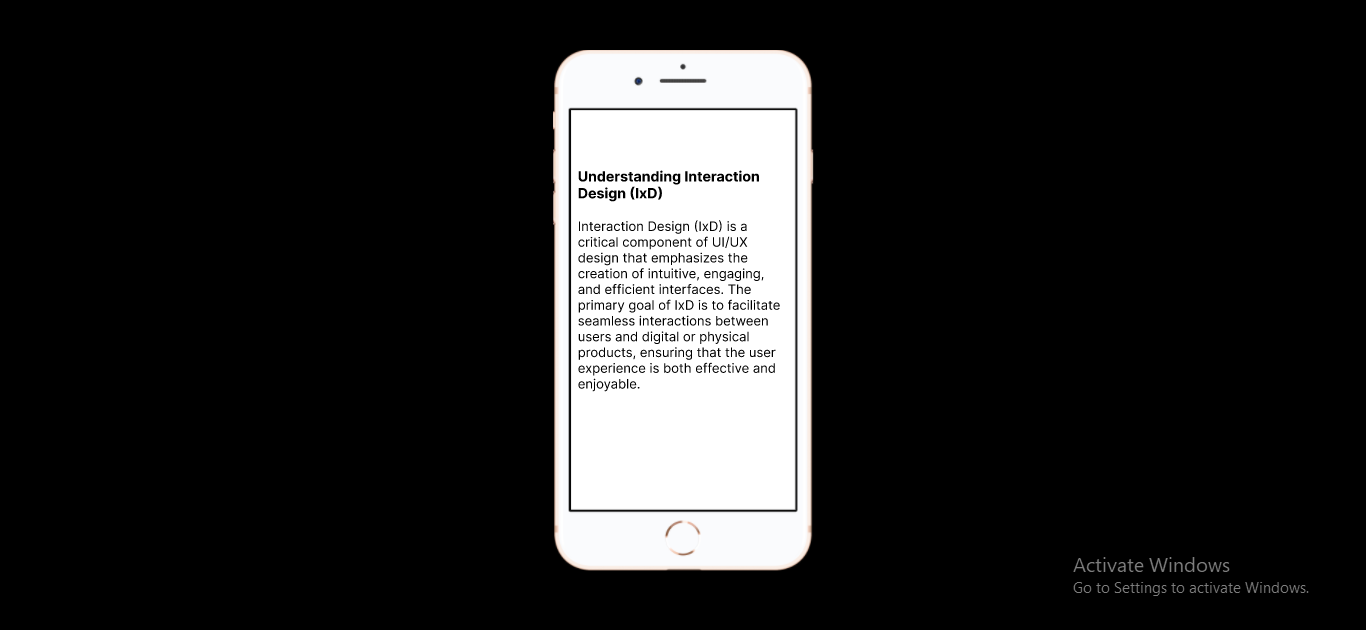 Understanding Interaction
Design (IxD)
Interaction Design (IxD) is a
critical component of UI/UX
design that emphasizes the
creation of intuitive, engaging,
and efficient interfaces. The
primary goal of IxD is to facilitate
seamless interactions between
users and digital or physical
products, ensuring that the user
experience is both effective and
enjoyable.
Activate Windows
Go to Settings to activate Windows.